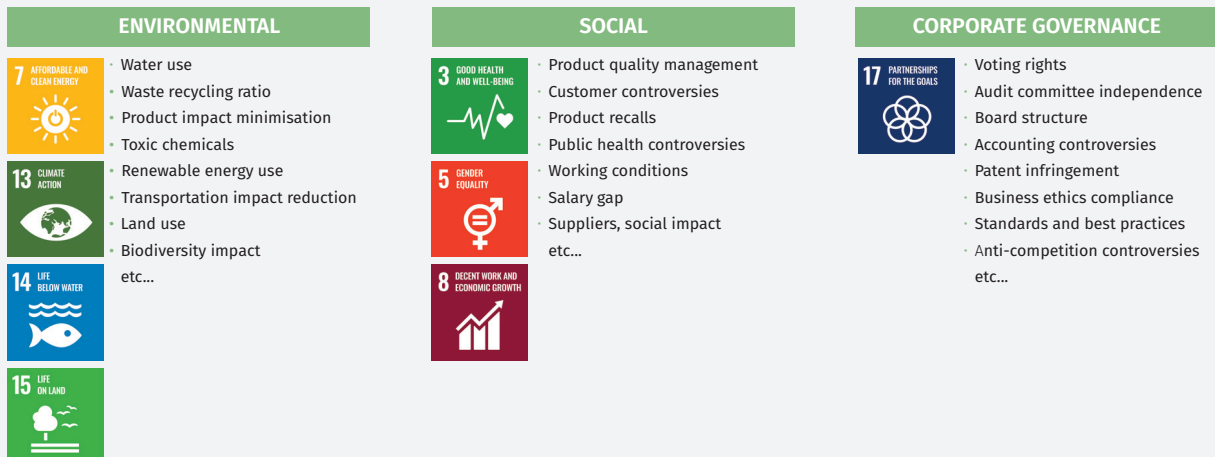 ENVIRONMENTAL
7 AFFORDABLE AND
CLEAN ENERGY
13 CLIMATE
ACTION
14 LIFE
BELOW WATER
15 LIFE
ON LAND
· Water use
· Waste recycling ratio
· Product impact minimisation
· Toxic chemicals
· Renewable energy use
· Transportation impact reduction
· Land use
· Biodiversity impact
etc...
SOCIAL
3 GOOD HEALTH
AND WELL-BEING
5 GENDER
EQUALITY
8 DECENT WORK AND
ECONOMIC GROWTH
· Product quality management
· Customer controversies
· Product recalls
· Public health controversies
· Working conditions
· Salary gap
· Suppliers, social impact
etc...
CORPORATE GOVERNANCE
17 PARTNERSHIPS
FOR THE GOALS
· Voting rights
· Audit committee independence
· Board structure
· Accounting controversies
· Patent infringement
· Business ethics compliance
· Standards and best practices
· Anti-competition controversies
etc...